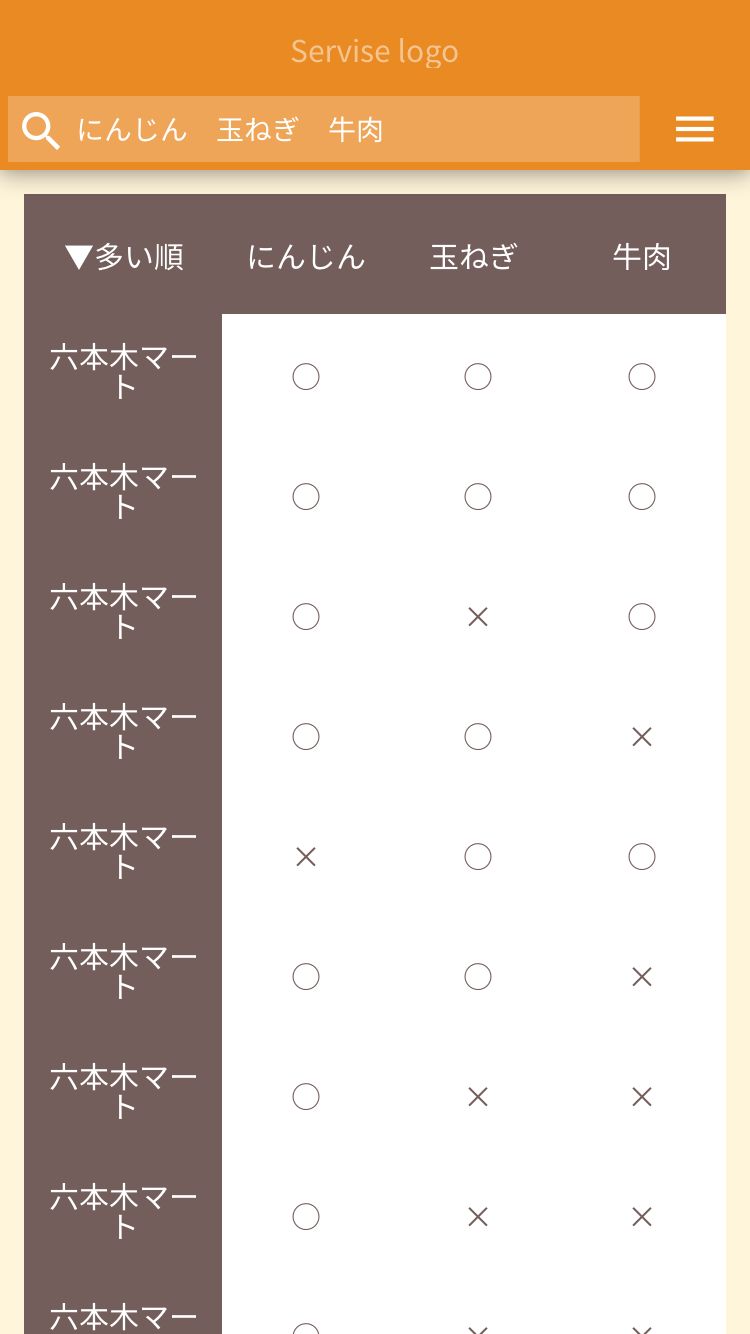 Servise logo
にんじん　玉ねぎ　牛肉
▼多い順 にんじん 玉ねぎ 牛肉
六本木マー
ト ○ ○ ○
六本木マー
ト ○ ○ ○
六本木マー
ト ○ × ○
六本木マー
ト ○ ○ ×
六本木マー
ト × ○ ○
六本木マー
ト ○ ○ ×
六本木マー
ト ○ × ×
六本木マー
ト ○ × ×
六本木マー
○ × ×